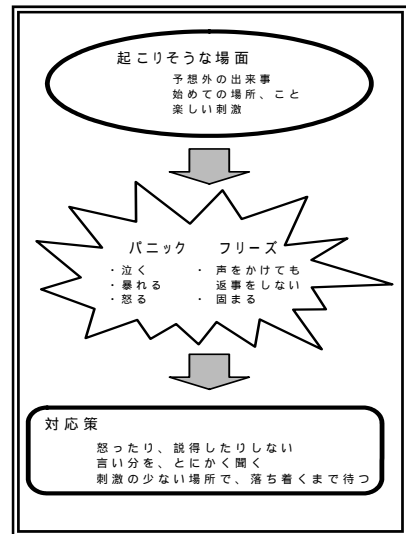 起こりそうな場面
予想外の出来事
始めての場所、こと
楽しい刺激
パニック　フリーズ
・泣く　・声をかけても
・暴れる　返事をしない
・怒る　・固まる
対応策
怒ったり、説得したりしない
言い分を、とにかく聞く
刺激の少ない場所で、落ち着くまで待つ